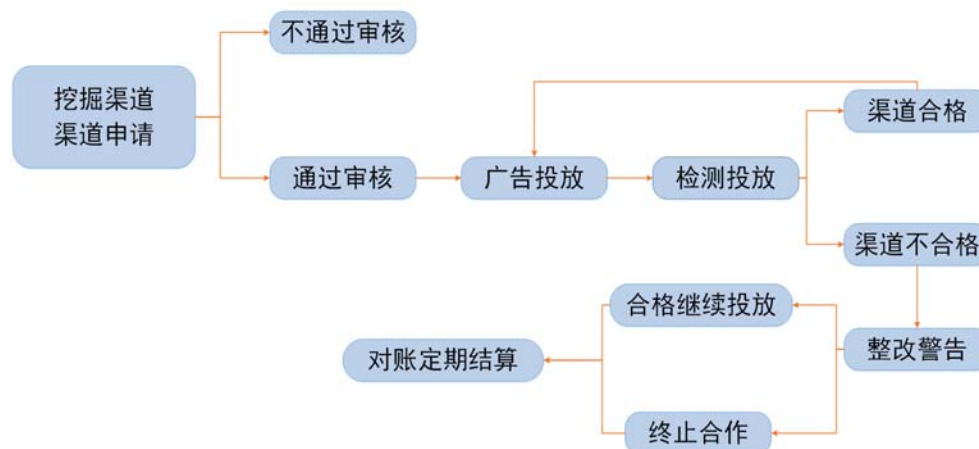 不通过审核
挖掘渠道
渠道申请
渠道合格
通过审核
广告投放
检测投放
渠道不合格
合格继续投放
整改警告
对账定期结算
终止合作